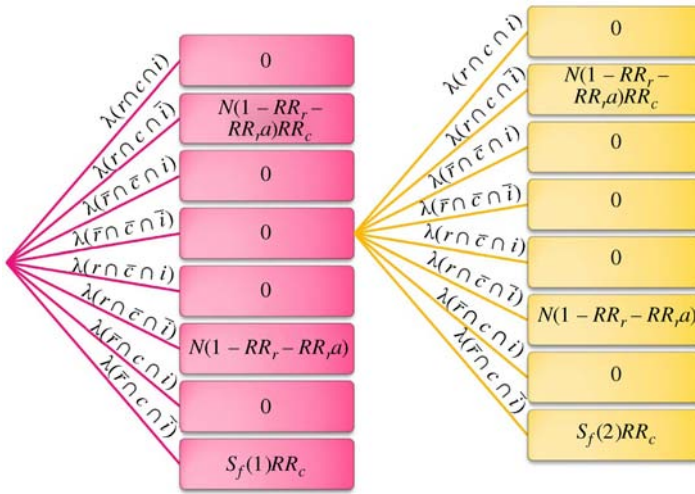 λ(r ∩ c ∩ i)
0
λ(r ∩ c ∩ i̅)
N(1 − RR_r −
RR_r a)RR_c
λ(r̅ ∩ c̅ ∩ i)
0
λ(r̅ ∩ c̅ ∩ i̅)
0
λ(r ∩ c̅ ∩ i)
0
λ(r ∩ c̅ ∩ i̅)
N(1 − RR_r − RR_r a)
λ(r̅ ∩ c ∩ i)
0
λ(r̅ ∩ c ∩ i̅)
S_f(1)RR_c
λ(r ∩ c ∩ i)
0
λ(r ∩ c ∩ i̅)
N(1 − RR_r −
RR_r a)RR_c
λ(r̅ ∩ c̅ ∩ i)
0
λ(r̅ ∩ c̅ ∩ i̅)
0
λ(r ∩ c̅ ∩ i)
0
λ(r ∩ c̅ ∩ i̅)
N(1 − RR_r − RR_r a)
λ(r̅ ∩ c ∩ i)
0
λ(r̅ ∩ c ∩ i̅)
S_f(2)RR_c